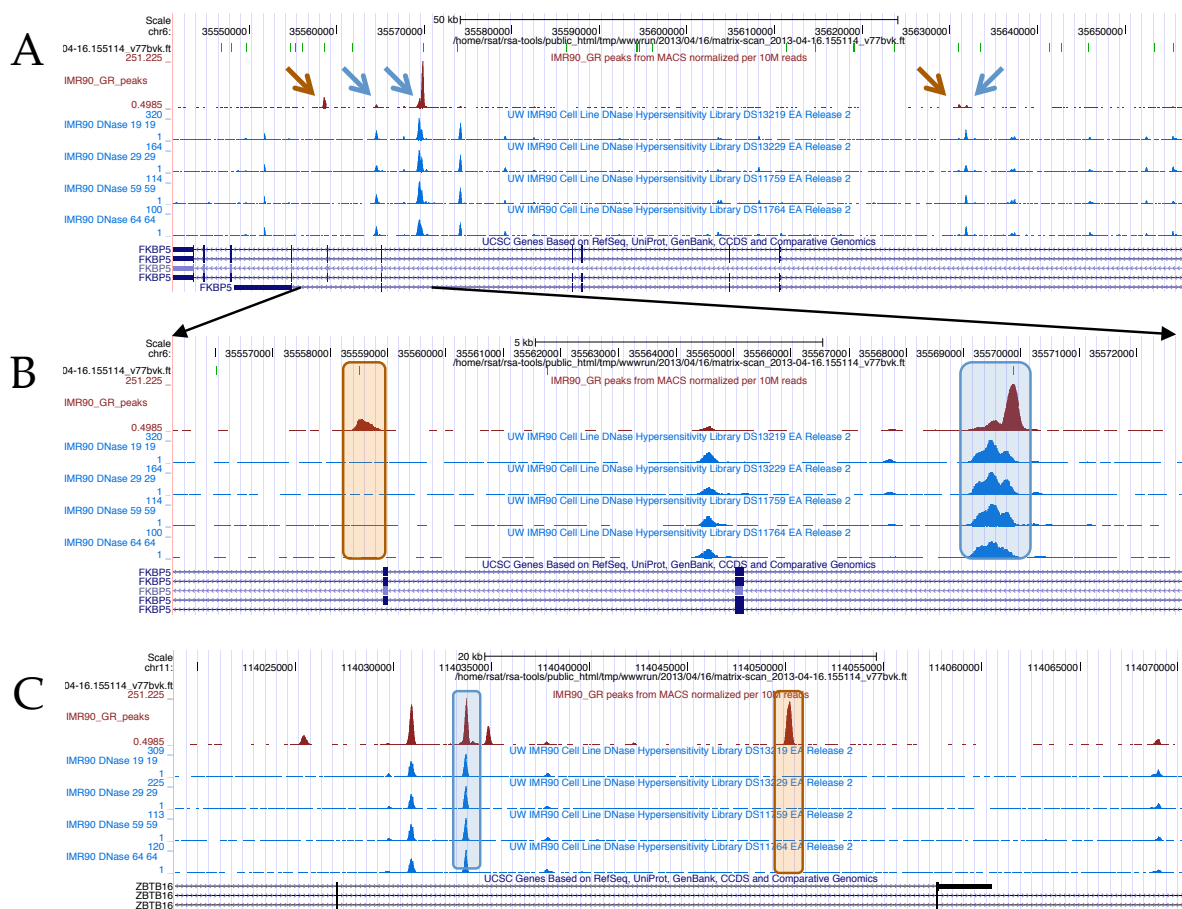 A
Scale
50 kb
chr6:
35550000
35560000
35570000
35580000
35590000
35600000
35610000
35620000
35630000
35640000
35650000
/home/rsat/rsa-tools/public_html/tmp/wwwrun/2013/04/16/matrix-scan_2013-04-16.155114_v77bvk.ft
04-16.155114_v77bvk.ft
251.225
IMR90_GR peaks from MACS normalized per 10M reads
IMR90_GR_peaks
0.4985
320
UW IMR90 Cell Line DNase Hypersensitivity Library DS13219 EA Release 2
IMR90 DNase 19 19
1
164
UW IMR90 Cell Line DNase Hypersensitivity Library DS13229 EA Release 2
IMR90 DNase 29 29
1
114
UW IMR90 Cell Line DNase Hypersensitivity Library DS11759 EA Release 2
IMR90 DNase 59 59
1
100
UW IMR90 Cell Line DNase Hypersensitivity Library DS11764 EA Release 2
IMR90 DNase 64 64
1
UCSC Genes Based on RefSeq, UniProt, GenBank, CCDS and Comparative Genomics
FKBP5
FKBP5
FKBP5
FKBP5
FKBP5
B
Scale
5 kb
chr6:
35557000
35558000
35559000
35560000
35561000
35562000
35563000
35564000
35565000
35566000
35567000
35568000
35569000
35570000
35571000
35572000
/home/rsat/rsa-tools/public_html/tmp/wwwrun/2013/04/16/matrix-scan_2013-04-16.155114_v77bvk.ft
04-16.155114_v77bvk.ft
251.225
IMR90_GR peaks from MACS normalized per 10M reads
IMR90_GR_peaks
0.4985
320
UW IMR90 Cell Line DNase Hypersensitivity Library DS13219 EA Release 2
IMR90 DNase 19 19
1
164
UW IMR90 Cell Line DNase Hypersensitivity Library DS13229 EA Release 2
IMR90 DNase 29 29
1
114
UW IMR90 Cell Line DNase Hypersensitivity Library DS11759 EA Release 2
IMR90 DNase 59 59
1
100
UW IMR90 Cell Line DNase Hypersensitivity Library DS11764 EA Release 2
IMR90 DNase 64 64
1
UCSC Genes Based on RefSeq, UniProt, GenBank, CCDS and Comparative Genomics
FKBP5
FKBP5
FKBP5
FKBP5
FKBP5
C
Scale
20 kb
chr11:
114025000
114030000
114035000
114040000
114045000
114050000
114055000
114060000
114065000
114070000
/home/rsat/rsa-tools/public_html/tmp/wwwrun/2013/04/16/matrix-scan_2013-04-16.155114_v77bvk.ft
04-16.155114_v77bvk.ft
251.225
IMR90_GR peaks from MACS normalized per 10M reads
IMR90_GR_peaks
0.4985
309
UW IMR90 Cell Line DNase Hypersensitivity Library DS13219 EA Release 2
IMR90 DNase 19 19
1
225
UW IMR90 Cell Line DNase Hypersensitivity Library DS13229 EA Release 2
IMR90 DNase 29 29
1
113
UW IMR90 Cell Line DNase Hypersensitivity Library DS11759 EA Release 2
IMR90 DNase 59 59
1
120
UW IMR90 Cell Line DNase Hypersensitivity Library DS11764 EA Release 2
IMR90 DNase 64 64
1
UCSC Genes Based on RefSeq, UniProt, GenBank, CCDS and Comparative Genomics
ZBTB16
ZBTB16
ZBTB16